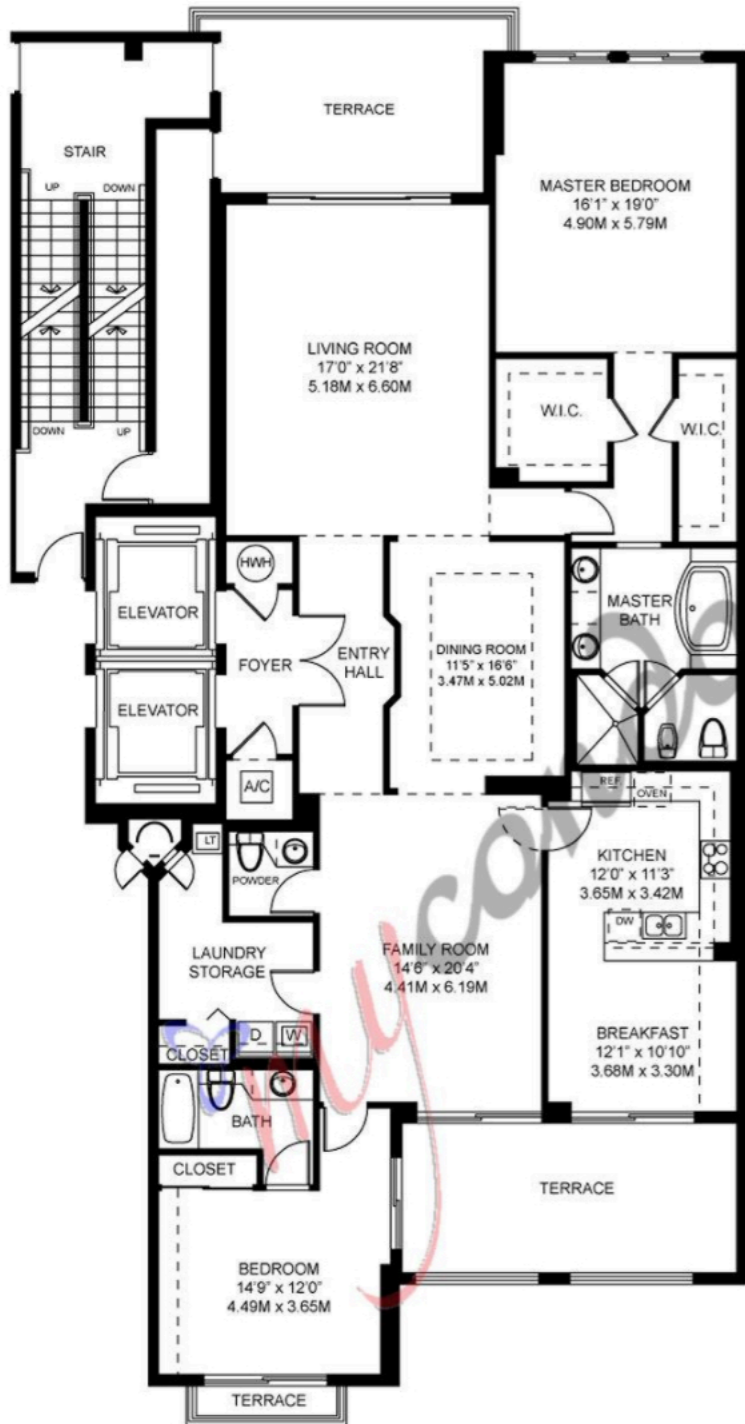 TERRACE
STAIR
UP
DOWN
MASTER BEDROOM
16'1" x 19'0"
4.90M x 5.79M
LIVING ROOM
17'0" x 21'8"
5.18M x 6.60M
W.I.C.
W.I.C.
DOWN
UP
HWH
ELEVATOR
MASTER
BATH
ENTRY
HALL
FOYER
DINING ROOM
11'5" x 16'6"
3.47M x 5.02M
ELEVATOR
A/C
REF.
OVEN
LT
KITCHEN
12'0" x 11'3"
3.65M x 3.42M
POWDER
DW
LAUNDRY
STORAGE
FAMILY ROOM
14'6" x 20'4"
4.41M x 6.19M
D
W
CLOSET
BREAKFAST
12'1" x 10'10"
3.68M x 3.30M
BATH
CLOSET
TERRACE
BEDROOM
14'9" x 12'0"
4.49M x 3.65M
TERRACE